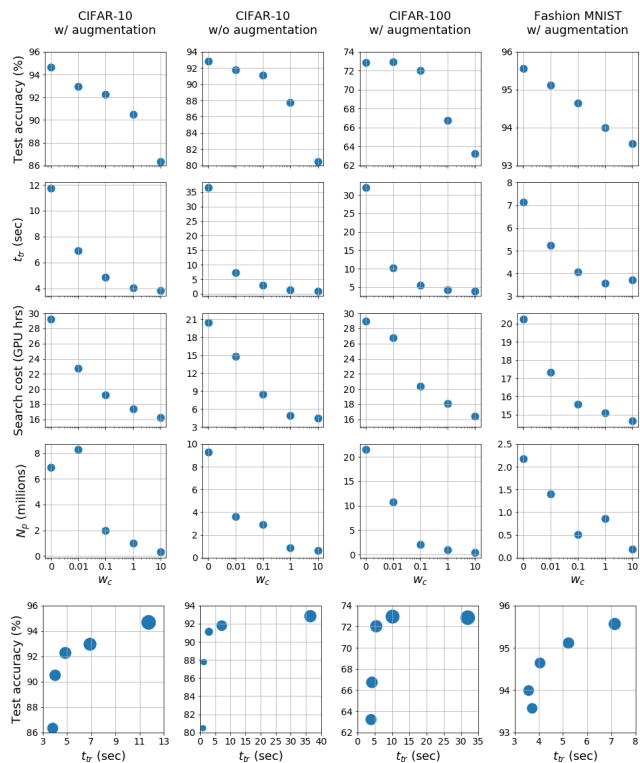 CIFAR-10 CIFAR-10 CIFAR-100 Fashion MNIST
w/ augmentation w/o augmentation w/ augmentation w/ augmentation
Test accuracy (%)
96 94 92 90 88 86
94 92 90 88 86 84 82 80
74 72 70 68 66 64 62
96 95 94 93
t_tr (sec)
12 10 8 6 4
35 30 25 20 15 10 5 0
30 25 20 15 10 5
8 7 6 5 4 3
Search cost (GPU hrs)
30 28 26 24 22 20 18 16
21 18 15 12 9 6 3
30 28 26 24 22 20 18 16
20 19 18 17 16 15
N_p (millions)
8 6 4 2 0
10 8 6 4 2 0
20 15 10 5 0
2.5 2.0 1.5 1.0 0.5 0.0
0 0.01 0.1 1 10 0 0.01 0.1 1 10 0 0.01 0.1 1 10 0 0.01 0.1 1 10
w_c w_c w_c w_c
Test accuracy (%)
96 94 92 90 88 86
94 92 90 88 86 84 82 80
74 72 70 68 66 64 62
96 95 94 93
3 5 7 9 11 13 0 5 10 15 20 25 30 35 40 0 5 10 15 20 25 30 35 3 4 5 6 7 8
t_tr (sec) t_tr (sec) t_tr (sec) t_tr (sec)